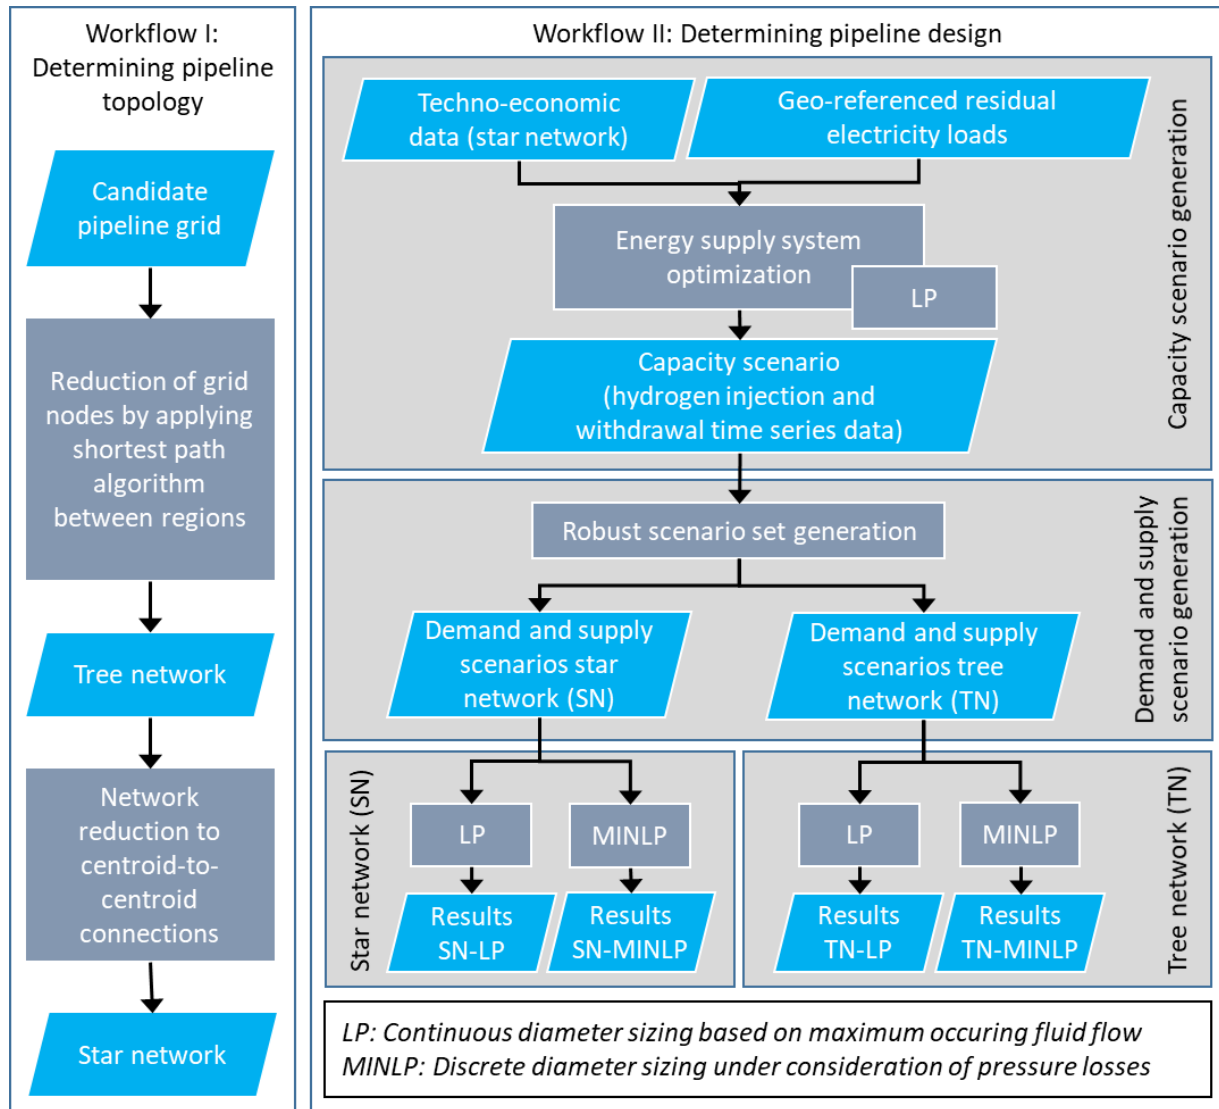 Workflow I:
Determining pipeline
topology
Candidate
pipeline grid
Reduction of grid
nodes by applying
shortest path
algorithm
between regions
Tree network
Network
reduction to
centroid-to-
centroid
connections
Star network
Workflow II: Determining pipeline design
Techno-economic
data (star network)
Geo-referenced residual
electricity loads
Energy supply system
optimization
LP
Capacity scenario
(hydrogen injection and
withdrawal time series data)
Capacity scenario generation
Robust scenario set generation
Demand and supply
scenarios star
network (SN)
Demand and supply
scenarios tree
network (TN)
Demand and supply
scenario generation
Star network (SN)
LP
MINLP
Results
SN-LP
Results
SN-MINLP
LP
MINLP
Results
TN-LP
Results
TN-MINLP
Tree network (TN)
LP: Continuous diameter sizing based on maximum occuring fluid flow
MINLP: Discrete diameter sizing under consideration of pressure losses